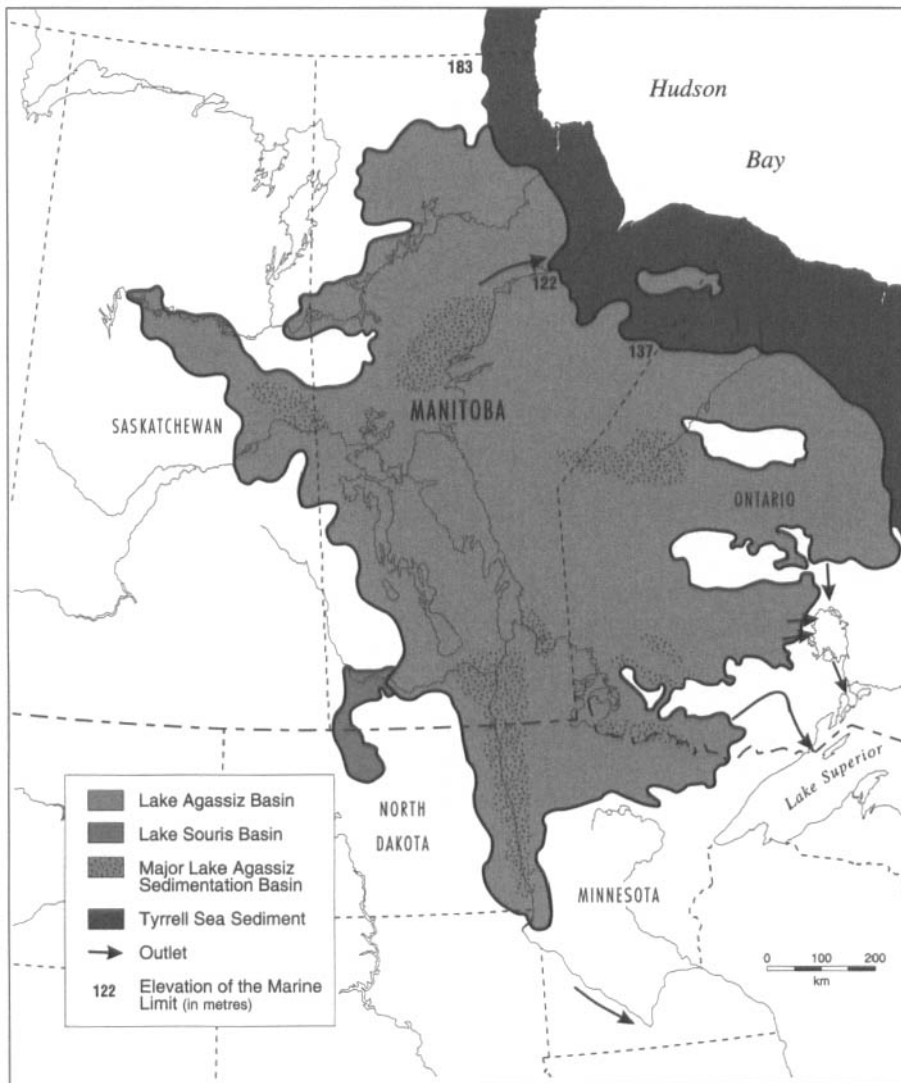 183
Hudson
Bay
122
137
MANITOBA
SASKATCHEWAN
ONTARIO
Lake Superior
NORTH
DAKOTA
MINNESOTA
Lake Agassiz Basin
Lake Souris Basin
Major Lake Agassiz
Sedimentation Basin
Tyrrell Sea Sediment
Outlet
122 Elevation of the Marine
Limit (in metres)
0 100 200
km